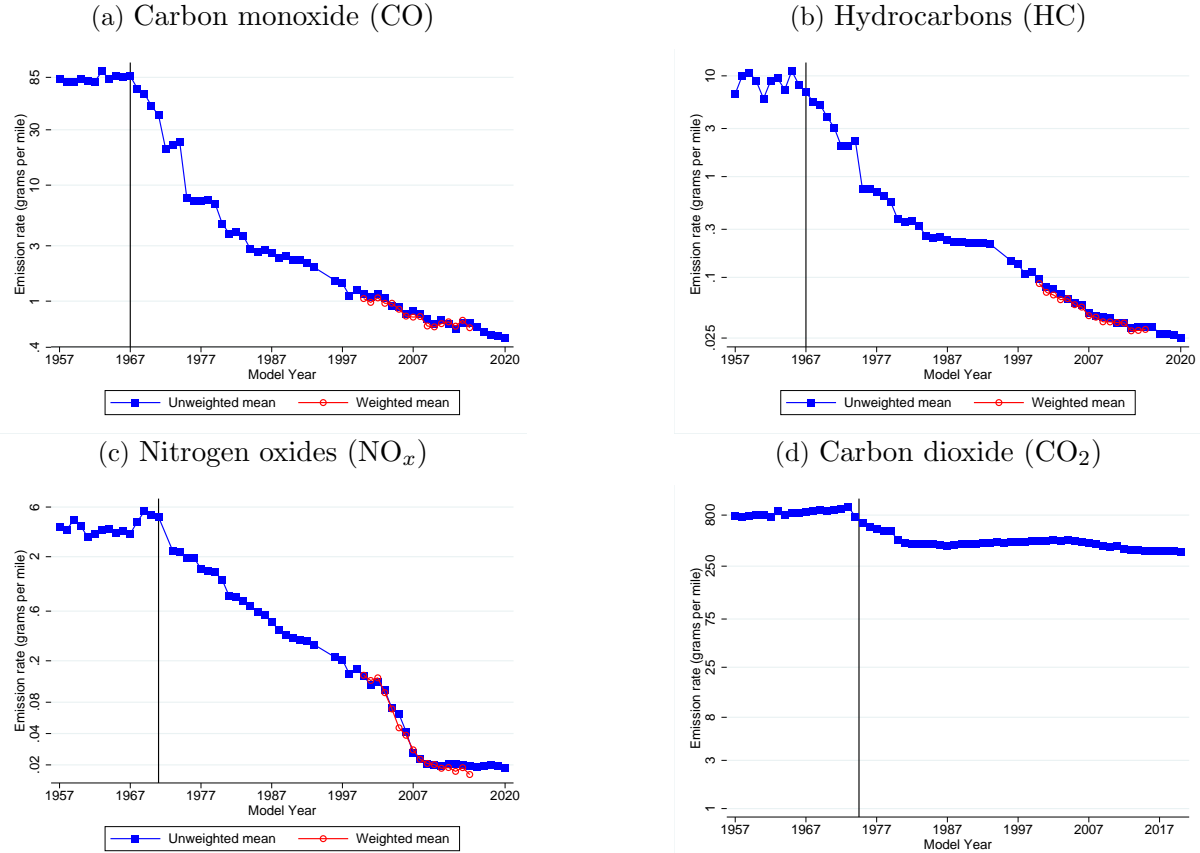 (a) Carbon monoxide (CO)
Emission rate (grams per mile)
85
30
10
3
1
.4
1957 1967 1977 1987 1997 2007 2020
Model Year
Unweighted mean Weighted mean
(b) Hydrocarbons (HC)
Emission rate (grams per mile)
10
3
1
.3
.1
.025
1957 1967 1977 1987 1997 2007 2020
Model Year
Unweighted mean Weighted mean
(c) Nitrogen oxides (NOₓ)
Emission rate (grams per mile)
6
2
.6
.2
.08
.04
.02
1957 1967 1977 1987 1997 2007 2020
Model Year
Unweighted mean Weighted mean
(d) Carbon dioxide (CO₂)
Emission rate (grams per mile)
800
250
75
25
8
3
1
1957 1967 1977 1987 1997 2007 2017
Model Year